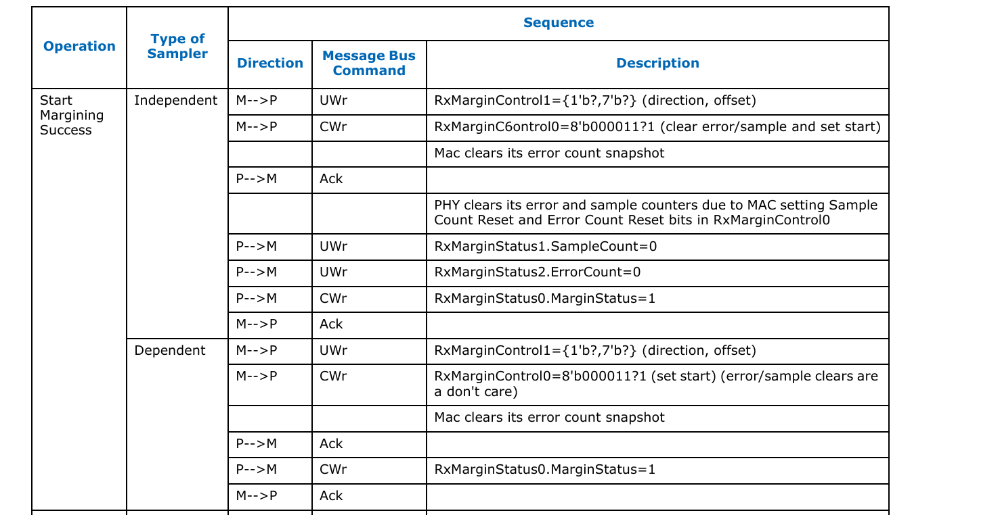 Sequence
Operation
Type of
Sampler
Direction
Message Bus
Command
Description
Start
Margining
Success
Independent
M-->P UWr RxMarginControl1={1'b?,7'b?} (direction, offset)
M-->P CWr RxMarginC6ontrol0=8'b000011?1 (clear error/sample and set start)
Mac clears its error count snapshot
P-->M Ack
PHY clears its error and sample counters due to MAC setting Sample
Count Reset and Error Count Reset bits in RxMarginControl0
P-->M UWr RxMarginStatus1.SampleCount=0
P-->M UWr RxMarginStatus2.ErrorCount=0
P-->M CWr RxMarginStatus0.MarginStatus=1
M-->P Ack
Dependent
M-->P UWr RxMarginControl1={1'b?,7'b?} (direction, offset)
M-->P CWr RxMarginControl0=8'b000011?1 (set start) (error/sample clears are
a don't care)
Mac clears its error count snapshot
P-->M Ack
P-->M CWr RxMarginStatus0.MarginStatus=1
M-->P Ack